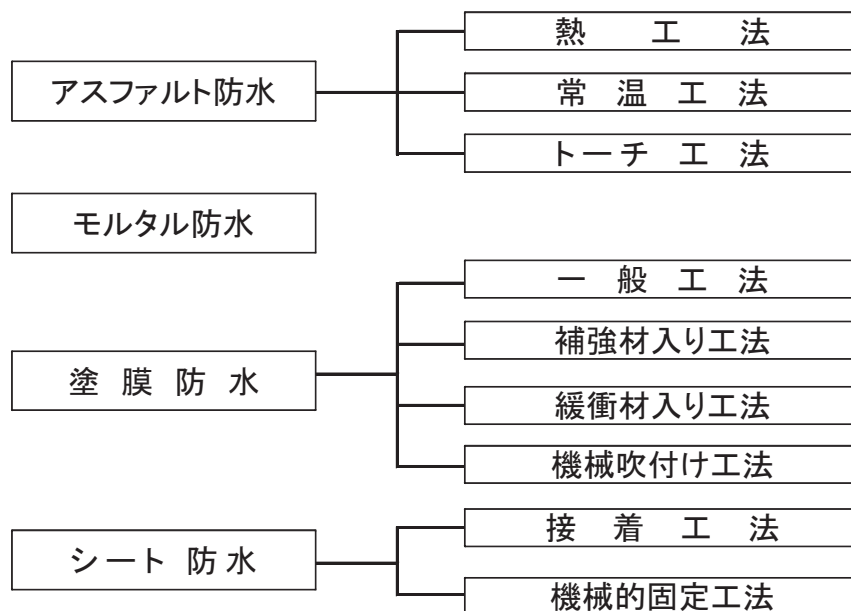 アスファルト防水
熱工法
常温工法
トーチ工法
モルタル防水
塗膜防水
一般工法
補強材入り工法
緩衝材入り工法
機械吹付け工法
シート防水
接着工法
機械的固定工法